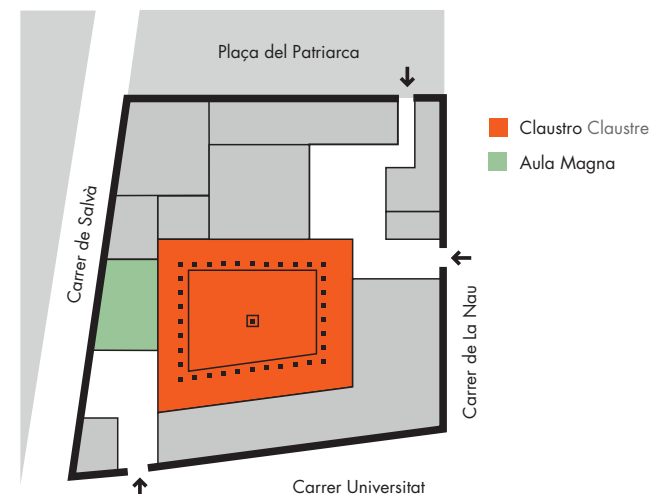 Plaça del Patriarca
Claustro Claustre
Aula Magna
Carrer de Salvà
Carrer de La Nau
Carrer Universitat